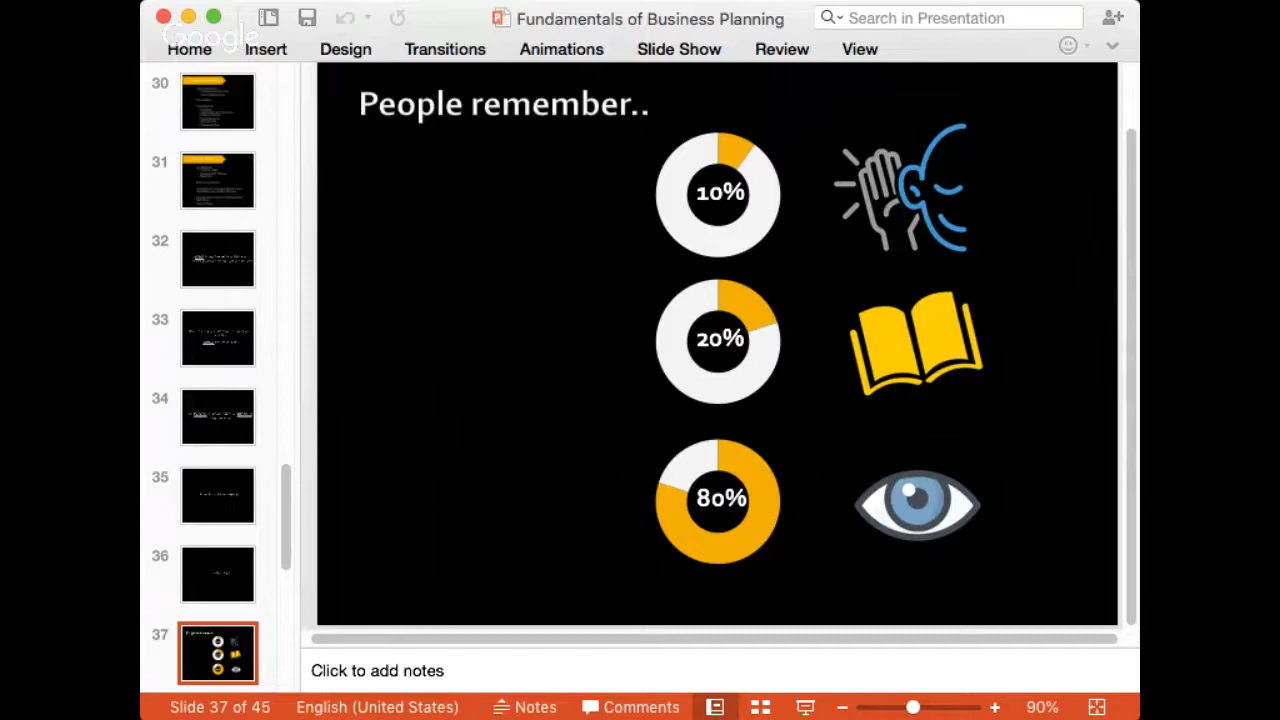 Fundamentals of Business Planning
Search in Presentation
Google
Home Insert Design Transitions Animations Slide Show Review View
30
31
32
33
34
35
36
37
People remember..
10%
20%
80%
Click to add notes
Slide 37 of 45 English (United States) Notes Comments 90%